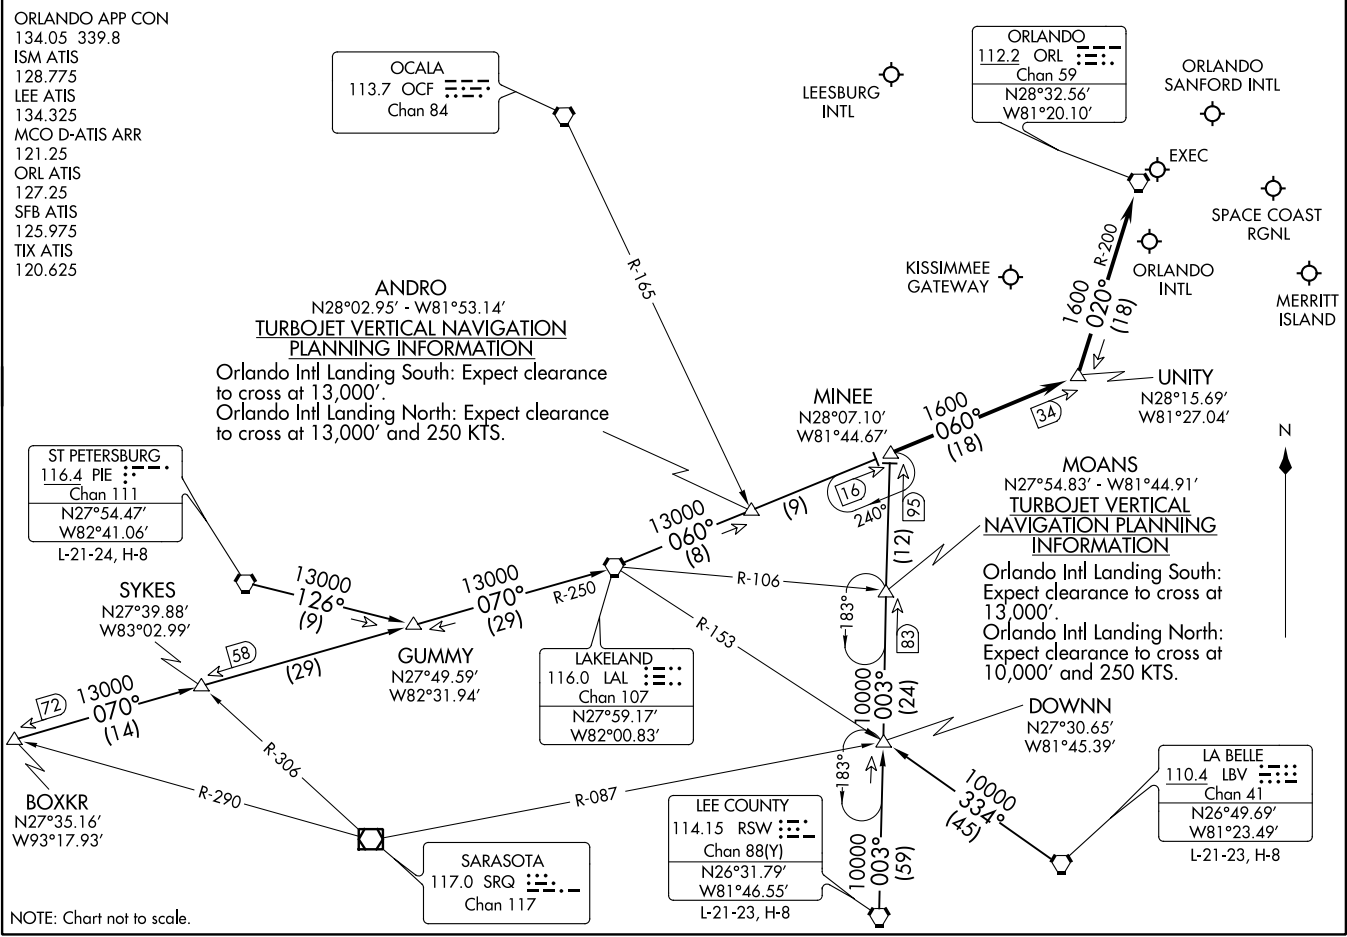 ORLANDO APP CON
134.05 339.8
ISM ATIS
128.775
LEE ATIS
134.325
MCO D-ATIS ARR
121.25
ORL ATIS
127.25
SFB ATIS
125.975
TIX ATIS
120.625
OCALA
113.7 OCF
Chan 84
LEESBURG
INTL
ORLANDO
112.2 ORL
Chan 59
N28°32.56′
W81°20.10′
ORLANDO
SANFORD INTL
EXEC
SPACE COAST
RGNL
ORLANDO
INTL
KISSIMMEE
GATEWAY
MERRITT
ISLAND
R-200
1600
020°
(18)
R-165
ANDRO
N28°02.95′ - W81°53.14′
TURBOJET VERTICAL NAVIGATION
PLANNING INFORMATION
Orlando Intl Landing South: Expect clearance
to cross at 13,000′.
Orlando Intl Landing North: Expect clearance
to cross at 13,000′ and 250 KTS.
MINEE
N28°07.10′
W81°44.67′
1600
060°
(18)
34
UNITY
N28°15.69′
W81°27.04′
N
ST PETERSBURG
116.4 PIE
Chan 111
N27°54.47′
W82°41.06′
L-21-24, H-8
13000
060°
(8)
(9)
16
240°
95
(12)
MOANS
N27°54.83′ - W81°44.91′
TURBOJET VERTICAL
NAVIGATION PLANNING
INFORMATION
Orlando Intl Landing South:
Expect clearance to cross at
13,000′.
Orlando Intl Landing North:
Expect clearance to cross at
10,000′ and 250 KTS.
SYKES
N27°39.88′
W83°02.99′
13000
126°
(9)
13000
070°
(29)
R-250
R-106
R-153
183°
83
58
(29)
GUMMY
N27°49.59′
W82°31.94′
LAKELAND
116.0 LAL
Chan 107
N27°59.17′
W82°00.83′
10000
003°
(24)
72
13000
070°
(14)
DOWNN
N27°30.65′
W81°45.39′
R-306
R-290
R-087
183°
BOXKR
N27°35.16′
W93°17.93′
LEE COUNTY
114.15 RSW
Chan 88(Y)
N26°31.79′
W81°46.55′
L-21-23, H-8
10000
003°
(59)
10000
334°
(45)
LA BELLE
110.4 LBV
Chan 41
N26°49.69′
W81°23.49′
L-21-23, H-8
SARASOTA
117.0 SRQ
Chan 117
NOTE: Chart not to scale.